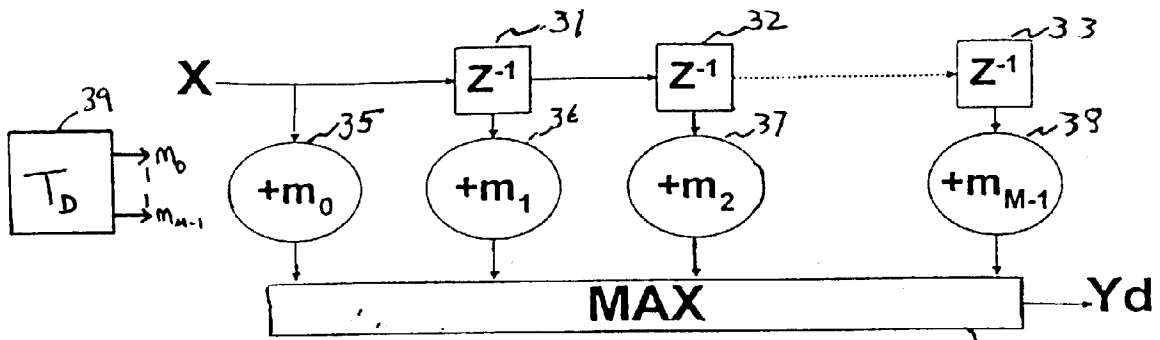 31 32 33
X Z⁻¹ Z⁻¹ Z⁻¹
39 35 36 37 38
T_D m₀ m_{M-1}
+m₀ +m₁ +m₂ +m_{M-1}
MAX Yd